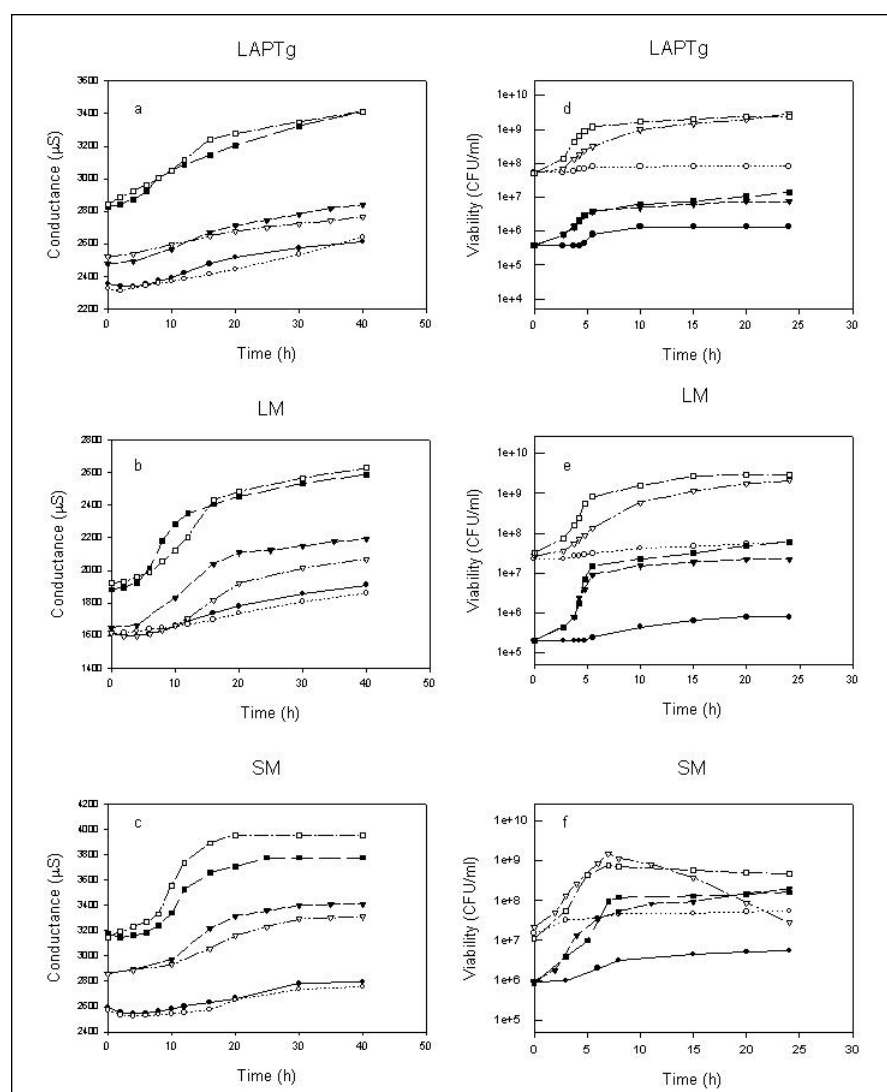 LAPTg
a
Conductance (µS)
3600
3400
3200
3000
2800
2600
2400
2200
0 10 20 30 40 50
Time (h)
LAPTg
d
Viability (CFU/ml)
1e+10
1e+9
1e+8
1e+7
1e+6
1e+5
1e+4
0 5 10 15 20 25 30
Time (h)
LM
b
Conductance (µS)
2800
2600
2400
2200
2000
1800
1600
1400
0 10 20 30 40 50
Time (h)
LM
e
Viability (CFU/ml)
1e+10
1e+9
1e+8
1e+7
1e+6
1e+5
0 5 10 15 20 25 30
Time (h)
SM
c
Conductance (µS)
4200
4000
3800
3600
3400
3200
3000
2800
2600
2400
0 10 20 30 40 50
Time (h)
SM
f
Viability (CFU/ml)
1e+10
1e+9
1e+8
1e+7
1e+6
1e+5
0 5 10 15 20 25 30
Time (h)